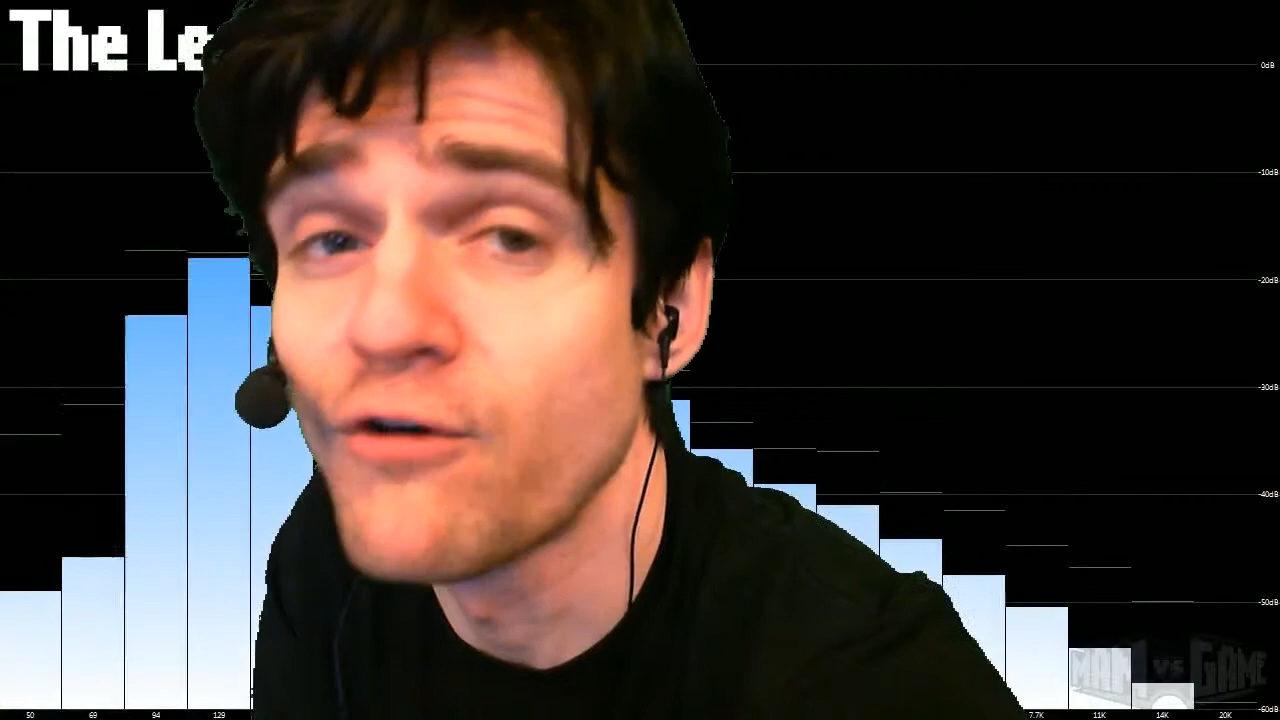 The Le
0dB
-10dB
-20dB
-30dB
-40dB
-50dB
-60dB
50 69 94 129 7.7K 11K 14K 20K
MAN VS GAME